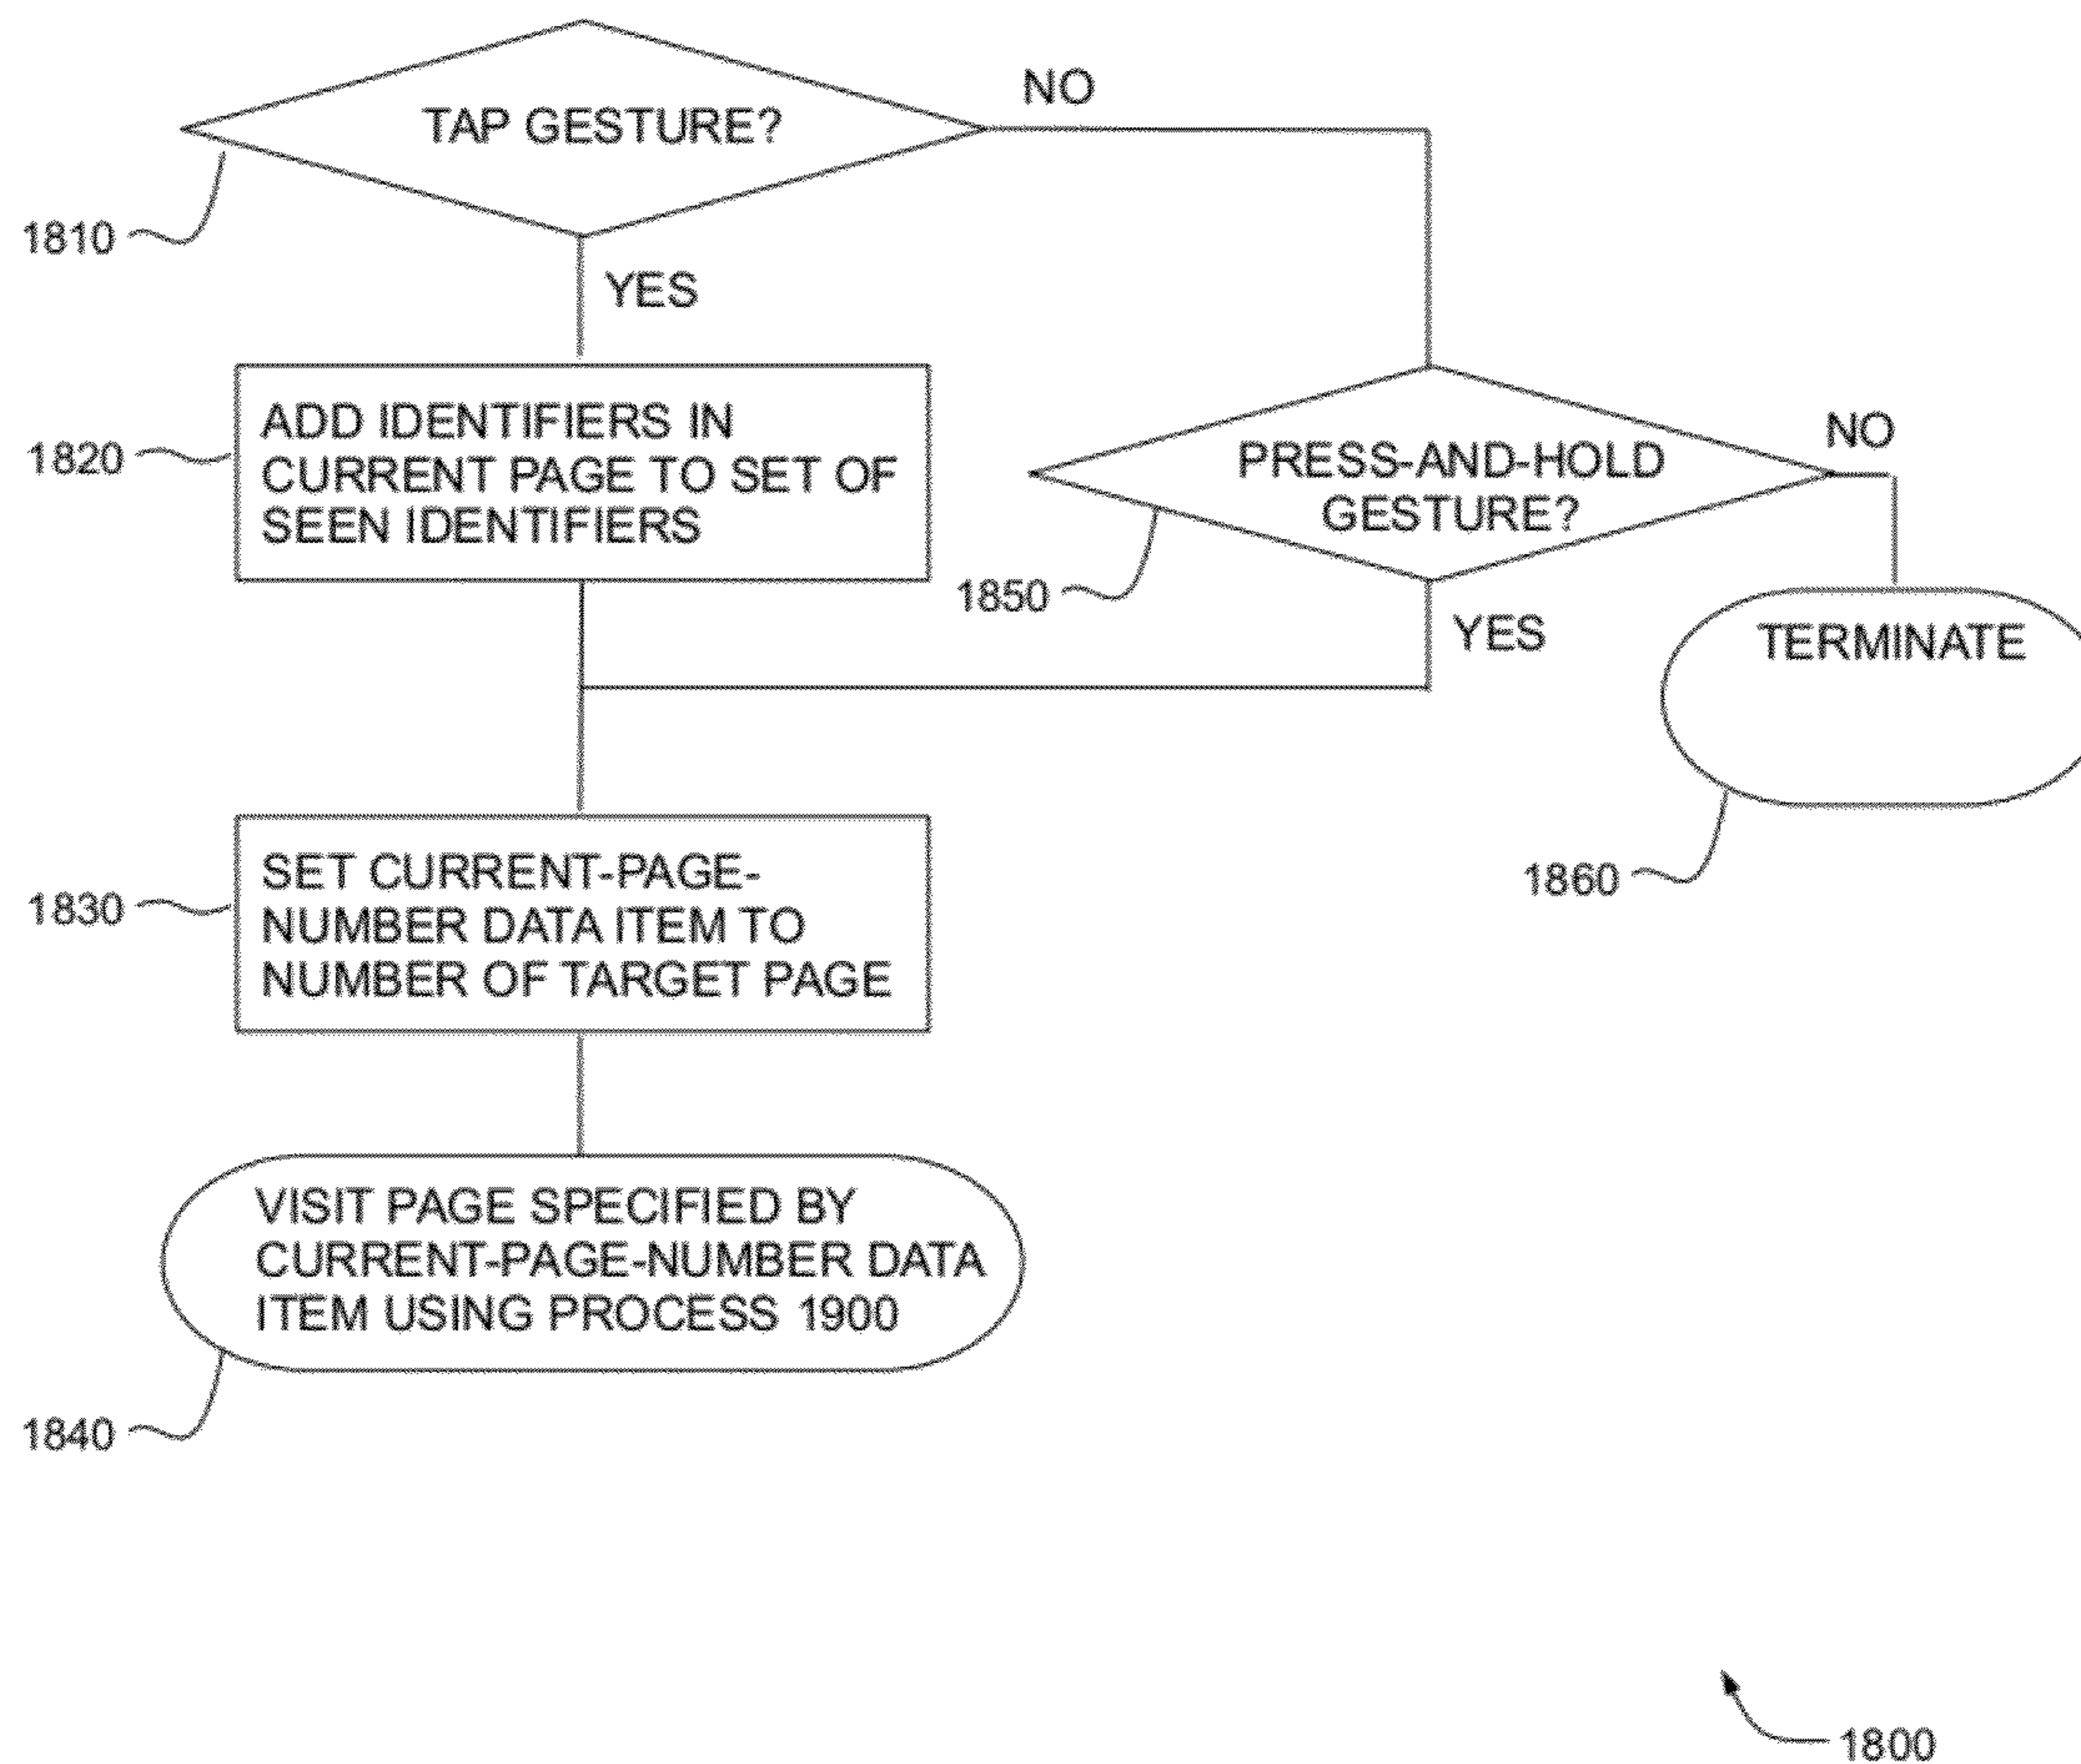 TAP GESTURE?
NO
1810
YES
ADD IDENTIFIERS IN
CURRENT PAGE TO SET OF
SEEN IDENTIFIERS
1820
PRESS-AND-HOLD
GESTURE?
NO
1850
YES
TERMINATE
1860
SET CURRENT-PAGE-
NUMBER DATA ITEM TO
NUMBER OF TARGET PAGE
1830
VISIT PAGE SPECIFIED BY
CURRENT-PAGE-NUMBER DATA
ITEM USING PROCESS 1900
1840
1800